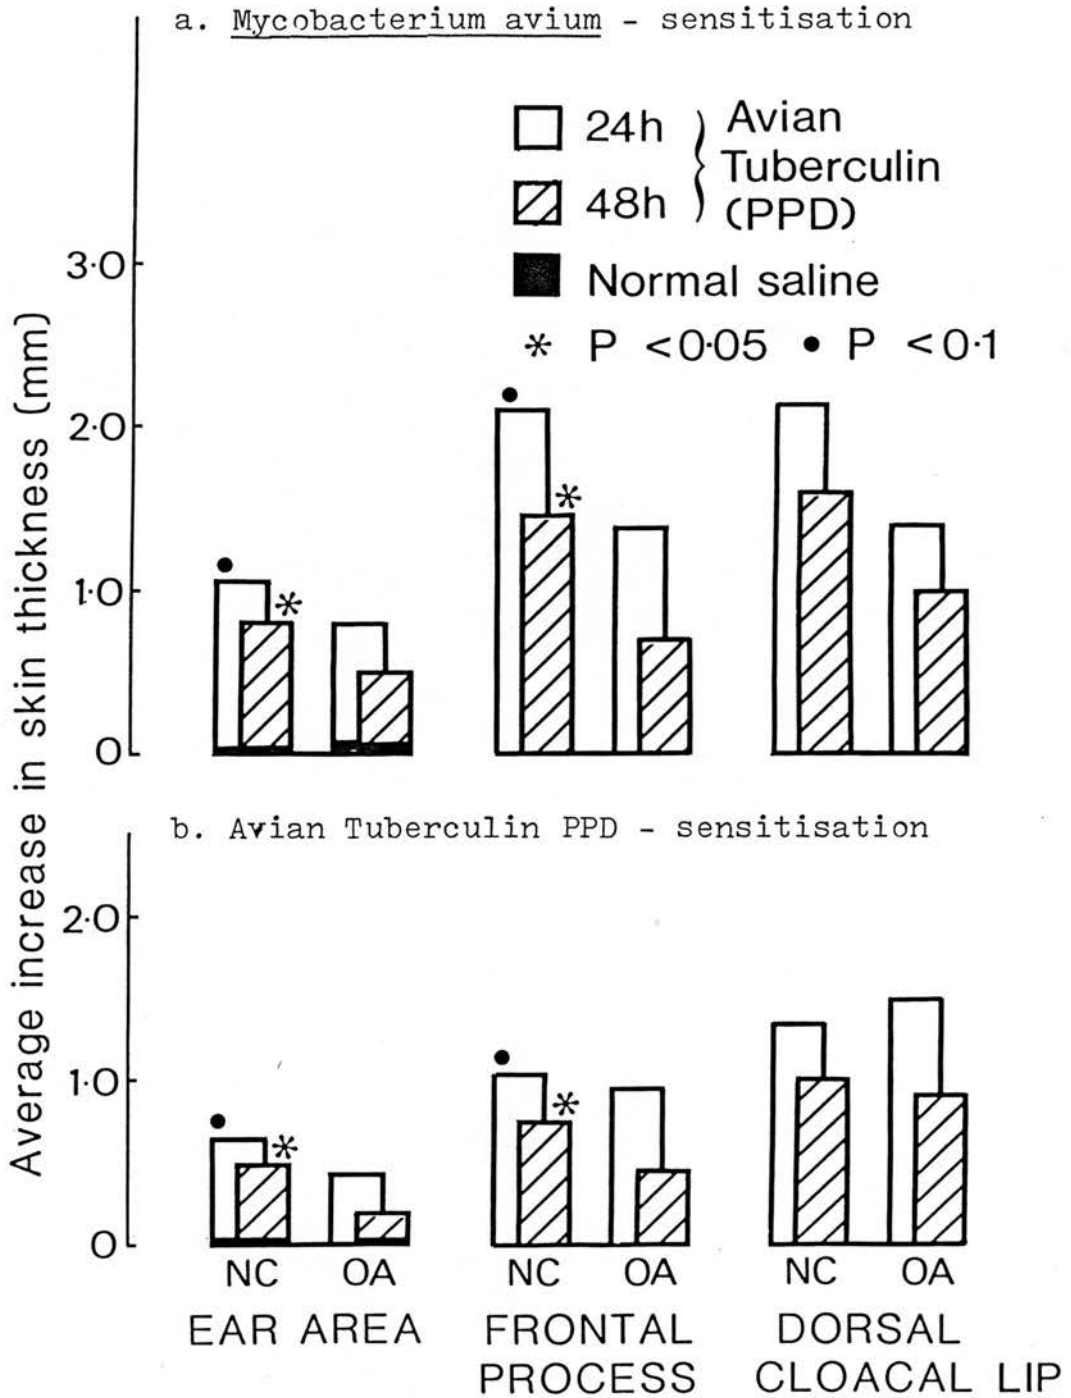 a. Mycobacterium avium - sensitisation
24h
48h
Avian
Tuberculin
(PPD)
Normal saline
* P <0·05 • P <0·1
Average increase in skin thickness (mm)
3·0
2·0
1·0
0
b. Avian Tuberculin PPD - sensitisation
2·0
1·0
0
NC OA NC OA NC OA
EAR AREA FRONTAL DORSAL
PROCESS CLOACAL LIP